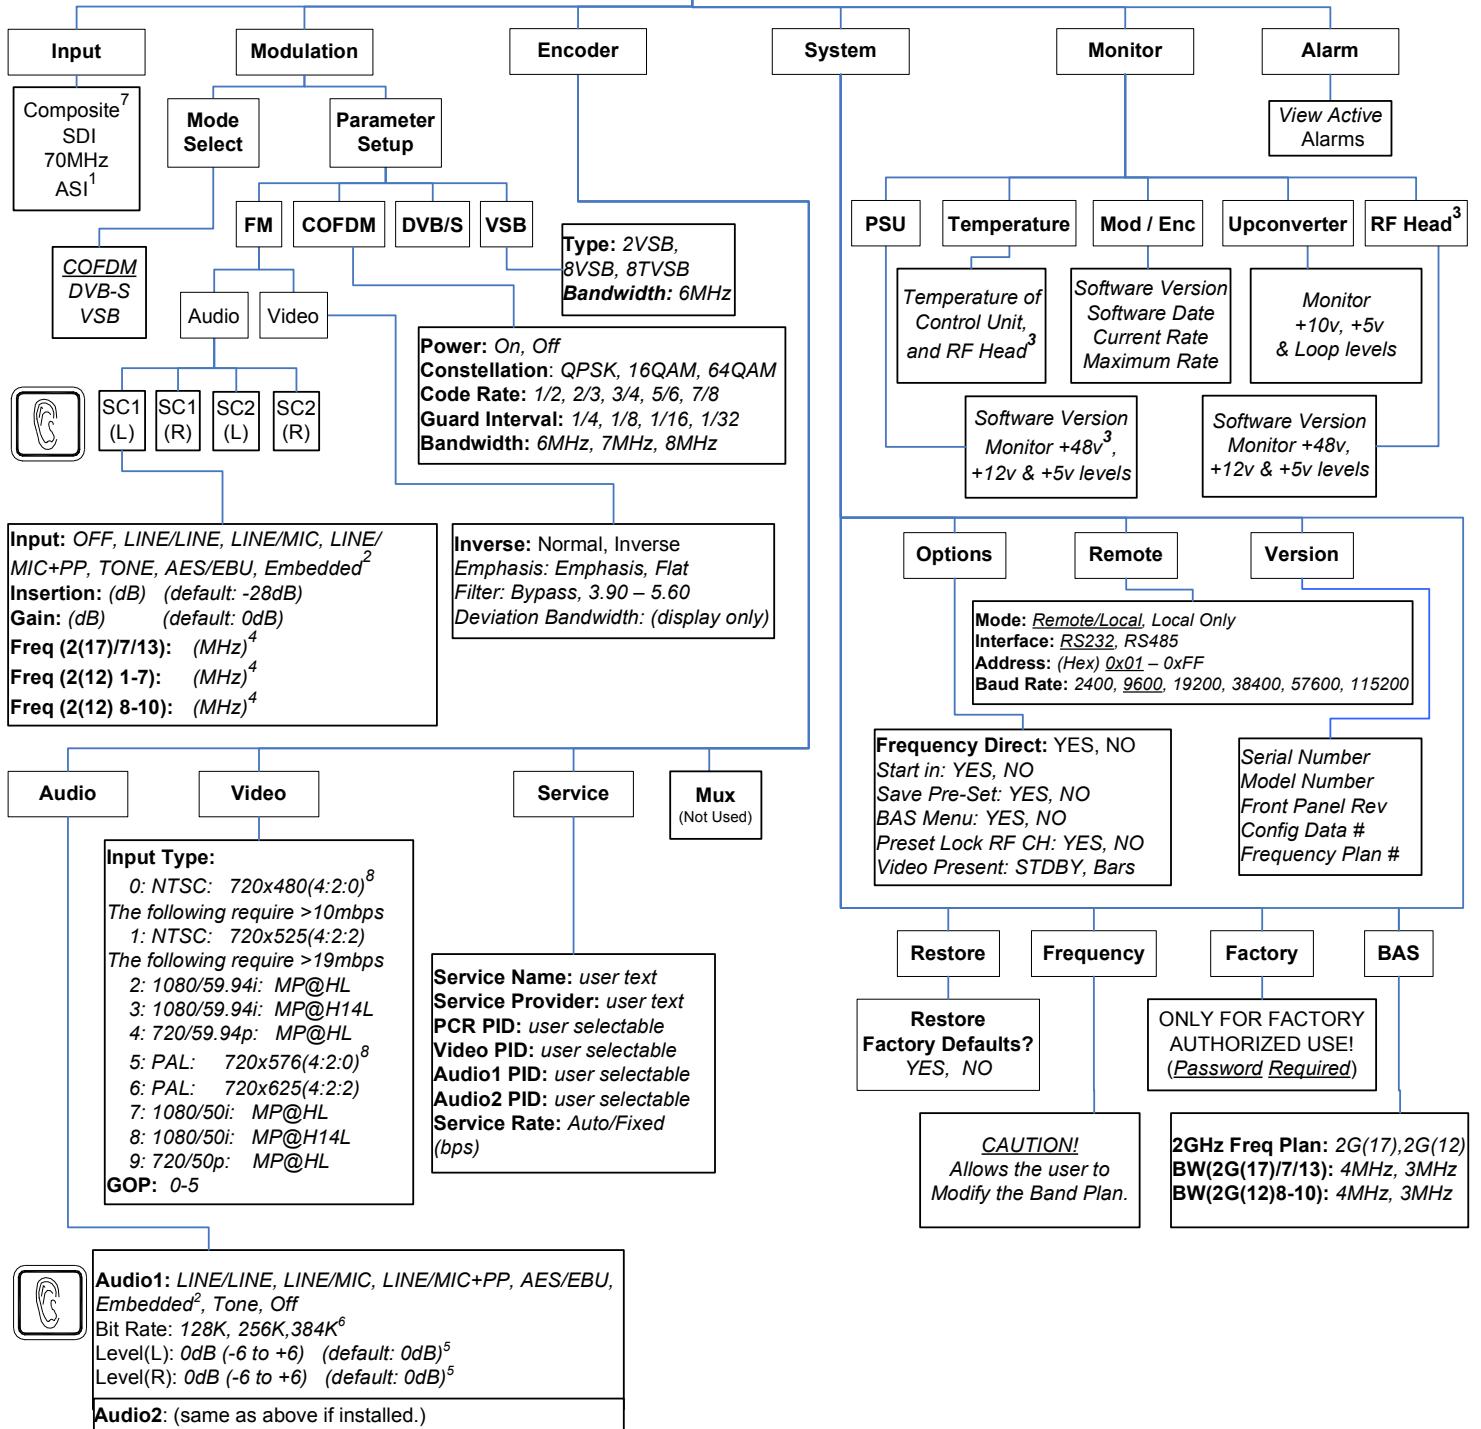 Input
Modulation
Encoder
System
Monitor
Alarm
Composite7
SDI
70MHz
ASI1
Mode
Select
Parameter
Setup
View Active
Alarms
FM
COFDM
DVB/S
VSB
PSU
Temperature
Mod / Enc
Upconverter
RF Head3
COFDM
DVB-S
VSB
Type: 2VSB,
8VSB, 8TVSB
Bandwidth: 6MHz
Audio
Video
Temperature of
Control Unit,
and RF Head3
Software Version
Software Date
Current Rate
Maximum Rate
Monitor
+10v, +5v
& Loop levels
Power: On, Off
Constellation: QPSK, 16QAM, 64QAM
Code Rate: 1/2, 2/3, 3/4, 5/6, 7/8
Guard Interval: 1/4, 1/8, 1/16, 1/32
Bandwidth: 6MHz, 7MHz, 8MHz
SC1
(L)
SC1
(R)
SC2
(L)
SC2
(R)
Software Version
Monitor +48v3,
+12v & +5v levels
Software Version
Monitor +48v,
+12v & +5v levels
Input: OFF, LINE/LINE, LINE/MIC, LINE/
MIC+PP, TONE, AES/EBU, Embedded2
Insertion: (dB) (default: -28dB)
Gain: (dB) (default: 0dB)
Freq (2(17)/7/13): (MHz)4
Freq (2(12) 1-7): (MHz)4
Freq (2(12) 8-10): (MHz)4
Inverse: Normal, Inverse
Emphasis: Emphasis, Flat
Filter: Bypass, 3.90 – 5.60
Deviation Bandwidth: (display only)
Options
Remote
Version
Mode: Remote/Local, Local Only
Interface: RS232, RS485
Address: (Hex) 0x01 – 0xFF
Baud Rate: 2400, 9600, 19200, 38400, 57600, 115200
Frequency Direct: YES, NO
Start in: YES, NO
Save Pre-Set: YES, NO
BAS Menu: YES, NO
Preset Lock RF CH: YES, NO
Video Present: STDBY, Bars
Serial Number
Model Number
Front Panel Rev
Config Data #
Frequency Plan #
Audio
Video
Service
Mux
(Not Used)
Input Type:
0: NTSC: 720x480(4:2:0)8
The following require >10mbps
1: NTSC: 720x525(4:2:2)
The following require >19mbps
2: 1080/59.94i: MP@HL
3: 1080/59.94i: MP@H14L
4: 720/59.94p: MP@HL
5: PAL: 720x576(4:2:0)8
6: PAL: 720x625(4:2:2)
7: 1080/50i: MP@HL
8: 1080/50i: MP@H14L
9: 720/50p: MP@HL
GOP: 0-5
Service Name: user text
Service Provider: user text
PCR PID: user selectable
Video PID: user selectable
Audio1 PID: user selectable
Audio2 PID: user selectable
Service Rate: Auto/Fixed
(bps)
Restore
Frequency
Factory
BAS
Restore
Factory Defaults?
YES, NO
ONLY FOR FACTORY
AUTHORIZED USE!
(Password Required)
CAUTION!
Allows the user to
Modify the Band Plan.
2GHz Freq Plan: 2G(17),2G(12)
BW(2G(17)/7/13): 4MHz, 3MHz
BW(2G(12)8-10): 4MHz, 3MHz
Audio1: LINE/LINE, LINE/MIC, LINE/MIC+PP, AES/EBU,
Embedded2, Tone, Off
Bit Rate: 128K, 256K,384K6
Level(L): 0dB (-6 to +6) (default: 0dB)5
Level(R): 0dB (-6 to +6) (default: 0dB)5
Audio2: (same as above if installed.)